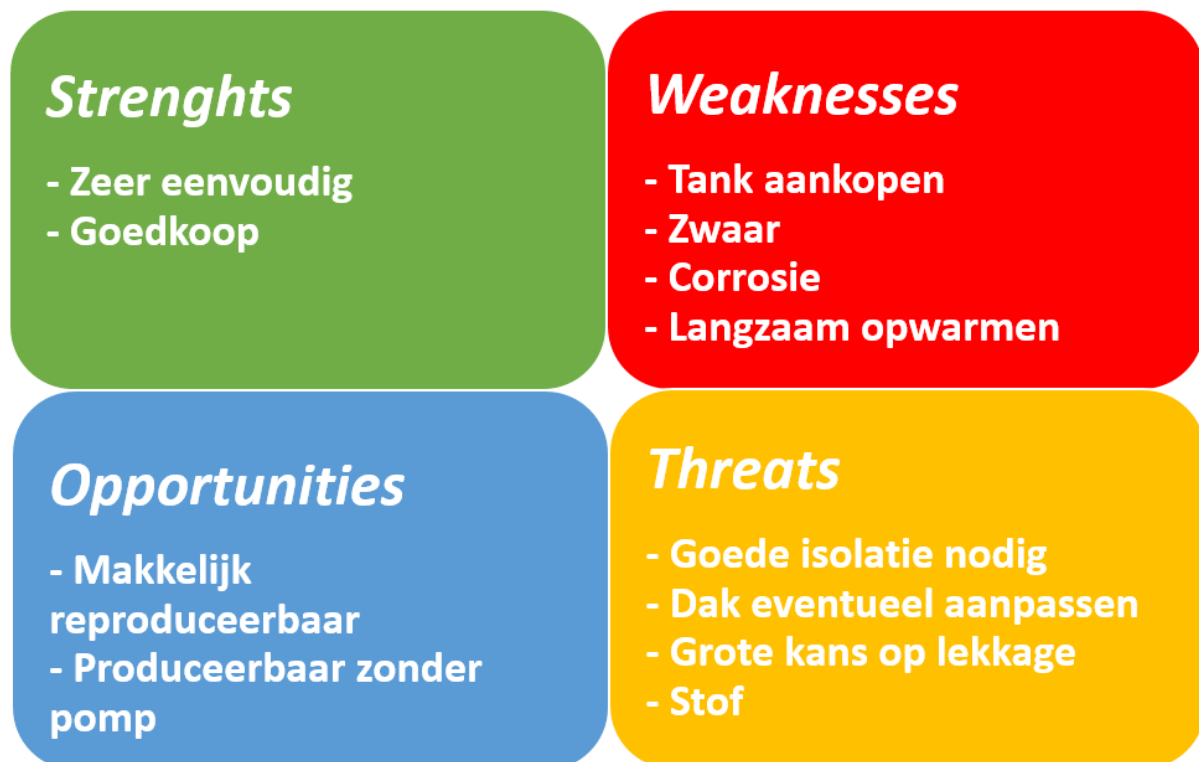 Strenghts
- Zeer eenvoudig
- Goedkoop
Weaknesses
- Tank aankopen
- Zwaar
- Corrosie
- Langzaam opwarmen
Opportunities
- Makkelijk
reproduceerbaar
- Produceerbaar zonder
pomp
Threats
- Goede isolatie nodig
- Dak eventueel aanpassen
- Grote kans op lekkage
- Stof